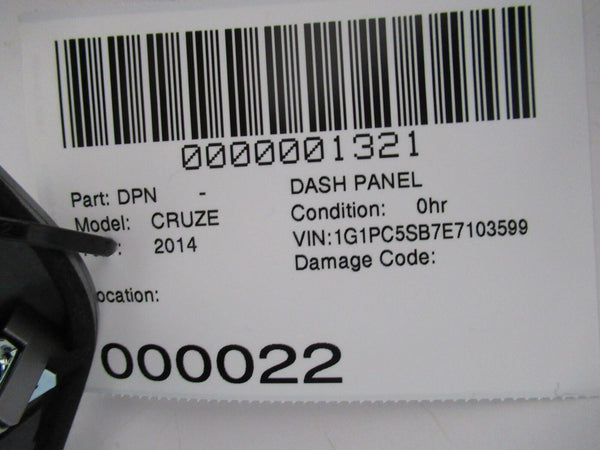 0000001321
Part: DPN - DASH PANEL
Model: CRUZE Condition: 0hr
2014 VIN:1G1PC5SB7E7103599
Damage Code:
ocation:
000022